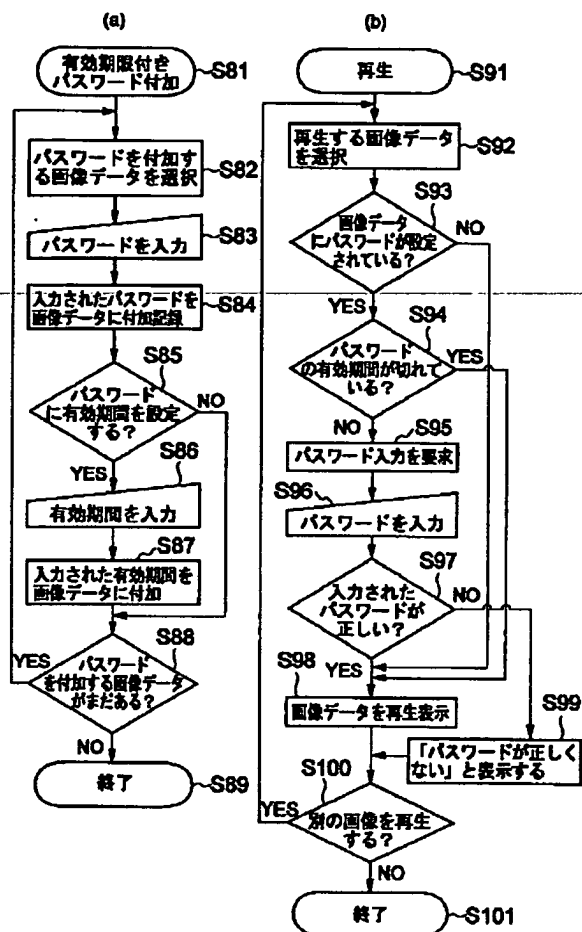 (a)
有効期限付き
パスワード付加
S81
パスワードを付加す
る画像データを選択
S82
パスワードを入力
S83
入力されたパスワードを
画像データに付加記録
S84
S85
パスワード
に有効期間を設定
する?
NO
YES
S86
有効期間を入力
S87
入力された有効期間を
画像データに付加
S88
YES
パスワード
を付加する画像データ
がまだある?
NO
終了
S89
(b)
再生
S91
再生する画像データ
を選択
S92
S93
画像データ
にパスワードが設定
されている?
NO
YES
S94
パスワード
の有効期間が切れて
いる?
YES
NO
S95
パスワード入力を要求
S96
パスワードを入力
S97
入力された
パスワードが
正しい?
NO
YES
S98
画像データを再生表示
S99
「パスワードが正しく
ない」と表示する
S100
YES
別の画像を再生
する?
NO
終了
S101